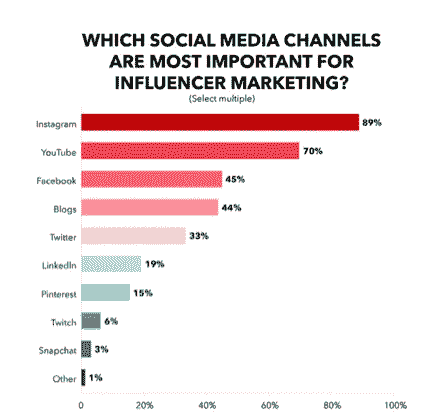 WHICH SOCIAL MEDIA CHANNELS
ARE MOST IMPORTANT FOR
INFLUENCER MARKETING?
(Select multiple)
Instagram 89%
YouTube 70%
Facebook 45%
Blogs 44%
Twitter 33%
LinkedIn 19%
Pinterest 15%
Twitch 6%
Snapchat 3%
Other 1%
0 20% 40% 60% 80% 100%